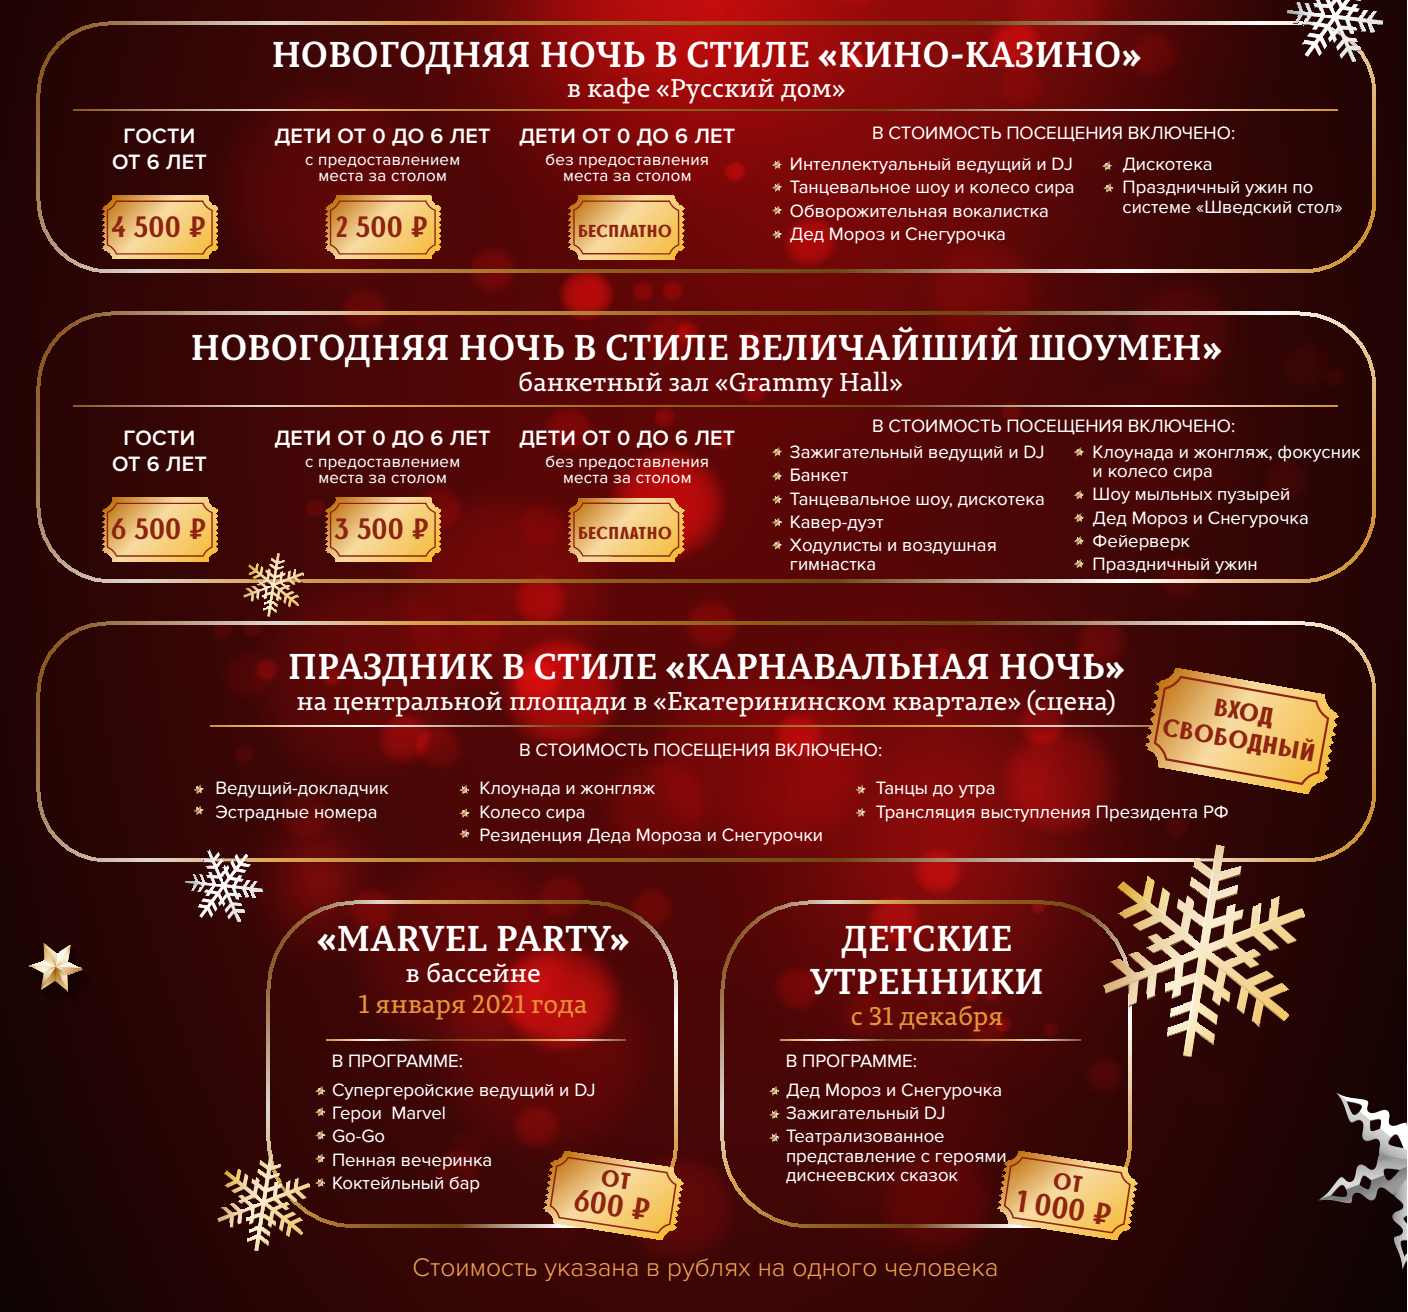 НОВОГОДНЯЯ НОЧЬ В СТИЛЕ «КИНО-КАЗИНО»
в кафе «Русский дом»
ГОСТИ
ОТ 6 ЛЕТ
4 500 ₽
ДЕТИ ОТ 0 ДО 6 ЛЕТ
с предоставлением
места за столом
2 500 ₽
ДЕТИ ОТ 0 ДО 6 ЛЕТ
без предоставления
места за столом
БЕСПЛАТНО
В СТОИМОСТЬ ПОСЕЩЕНИЯ ВКЛЮЧЕНО:
Интеллектуальный ведущий и DJ
Танцевальное шоу и колесо сира
Обворожительная вокалистка
Дед Мороз и Снегурочка
Дискотека
Праздничный ужин по
системе «Шведский стол»
НОВОГОДНЯЯ НОЧЬ В СТИЛЕ ВЕЛИЧАЙШИЙ ШОУМЕН»
банкетный зал «Grammy Hall»
ГОСТИ
ОТ 6 ЛЕТ
6 500 ₽
ДЕТИ ОТ 0 ДО 6 ЛЕТ
с предоставлением
места за столом
3 500 ₽
ДЕТИ ОТ 0 ДО 6 ЛЕТ
без предоставления
места за столом
БЕСПЛАТНО
В СТОИМОСТЬ ПОСЕЩЕНИЯ ВКЛЮЧЕНО:
Зажигательный ведущий и DJ
Банкет
Танцевальное шоу, дискотека
Кавер-дуэт
Ходулисты и воздушная
гимнастка
Клоунада и жонгляж, фокусник
и колесо сира
Шоу мыльных пузырей
Дед Мороз и Снегурочка
Фейерверк
Праздничный ужин
ПРАЗДНИК В СТИЛЕ «КАРНАВАЛЬНАЯ НОЧЬ»
на центральной площади в «Екатерининском квартале» (сцена)
ВХОД
СВОБОДНЫЙ
В СТОИМОСТЬ ПОСЕЩЕНИЯ ВКЛЮЧЕНО:
Ведущий-докладчик
Эстрадные номера
Клоунада и жонгляж
Колесо сира
Резиденция Деда Мороза и Снегурочки
Танцы до утра
Трансляция выступления Президента РФ
«MARVEL PARTY»
в бассейне
1 января 2021 года
В ПРОГРАММЕ:
Супергеройские ведущий и DJ
Герои Marvel
Go-Go
Пенная вечеринка
Коктейльный бар
ОТ
600 ₽
ДЕТСКИЕ
УТРЕННИКИ
с 31 декабря
В ПРОГРАММЕ:
Дед Мороз и Снегурочка
Зажигательный DJ
Театрализованное
представление с героями
диснеевских сказок
ОТ
1 000 ₽
Стоимость указана в рублях на одного человека